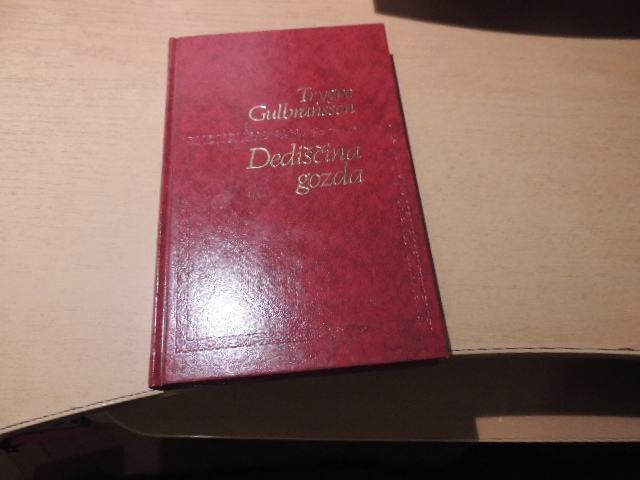 Trygve
Gulbranssen
Dediščina
gozda